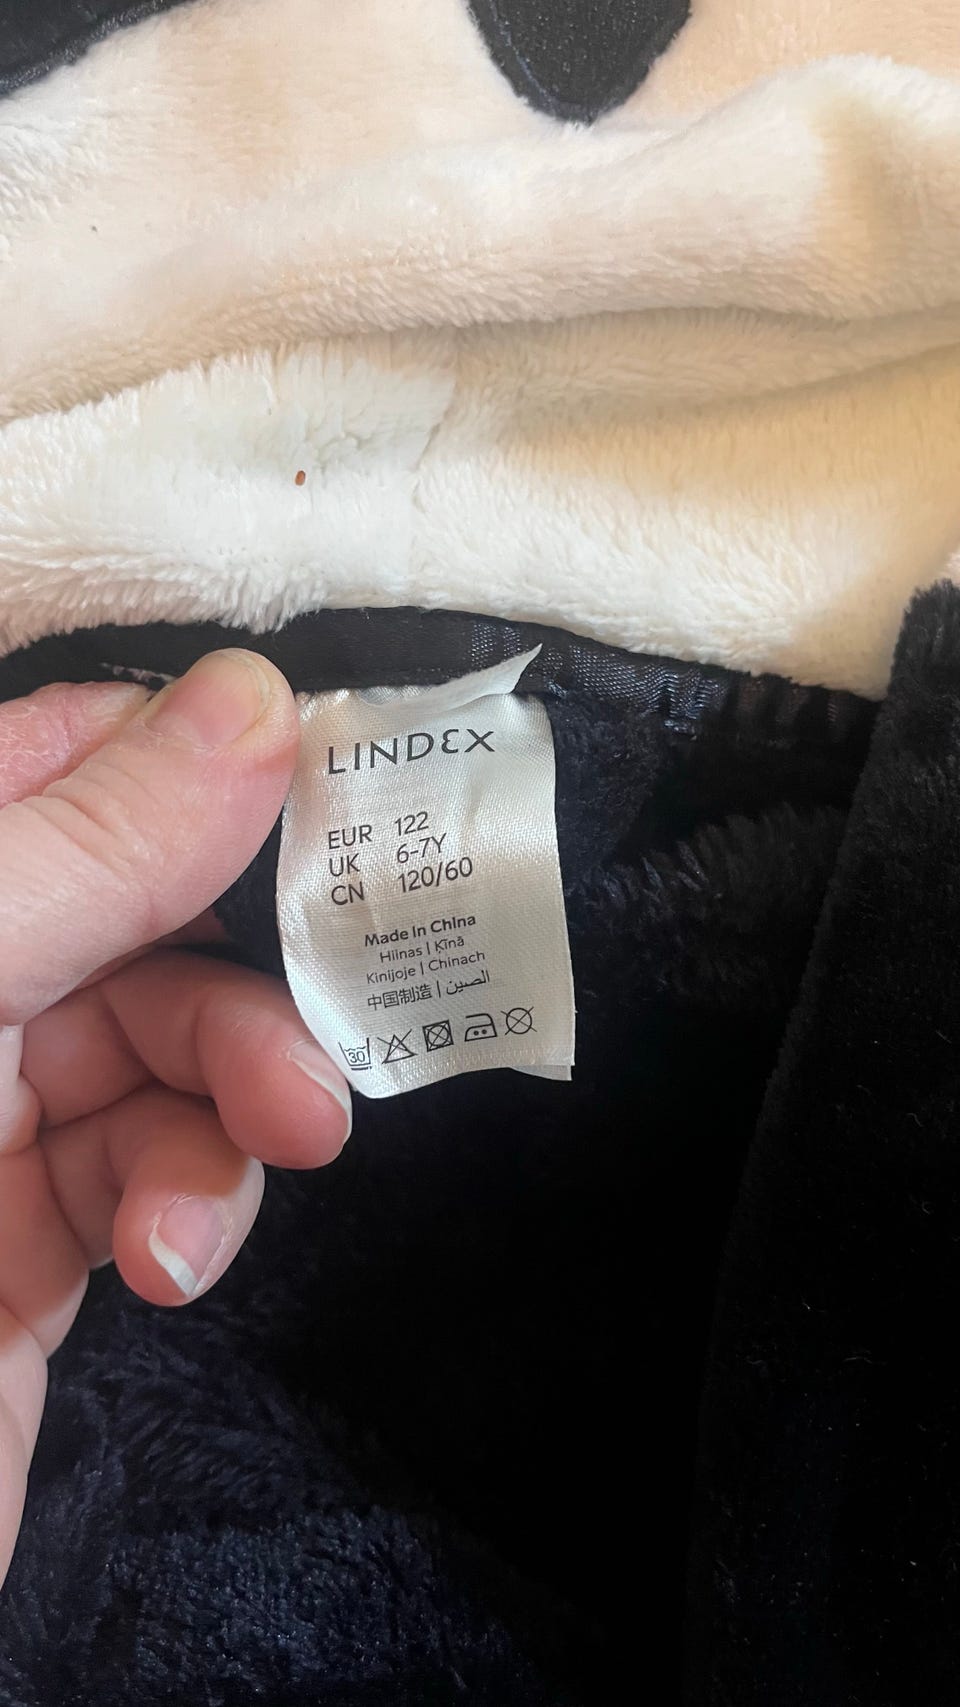 LINDEX
EUR 122
UK 6-7Y
CN 120/60
Made in China
Hiinas | Ķīnā
Kinijoje | Chinach
中国制造 | الصين
30